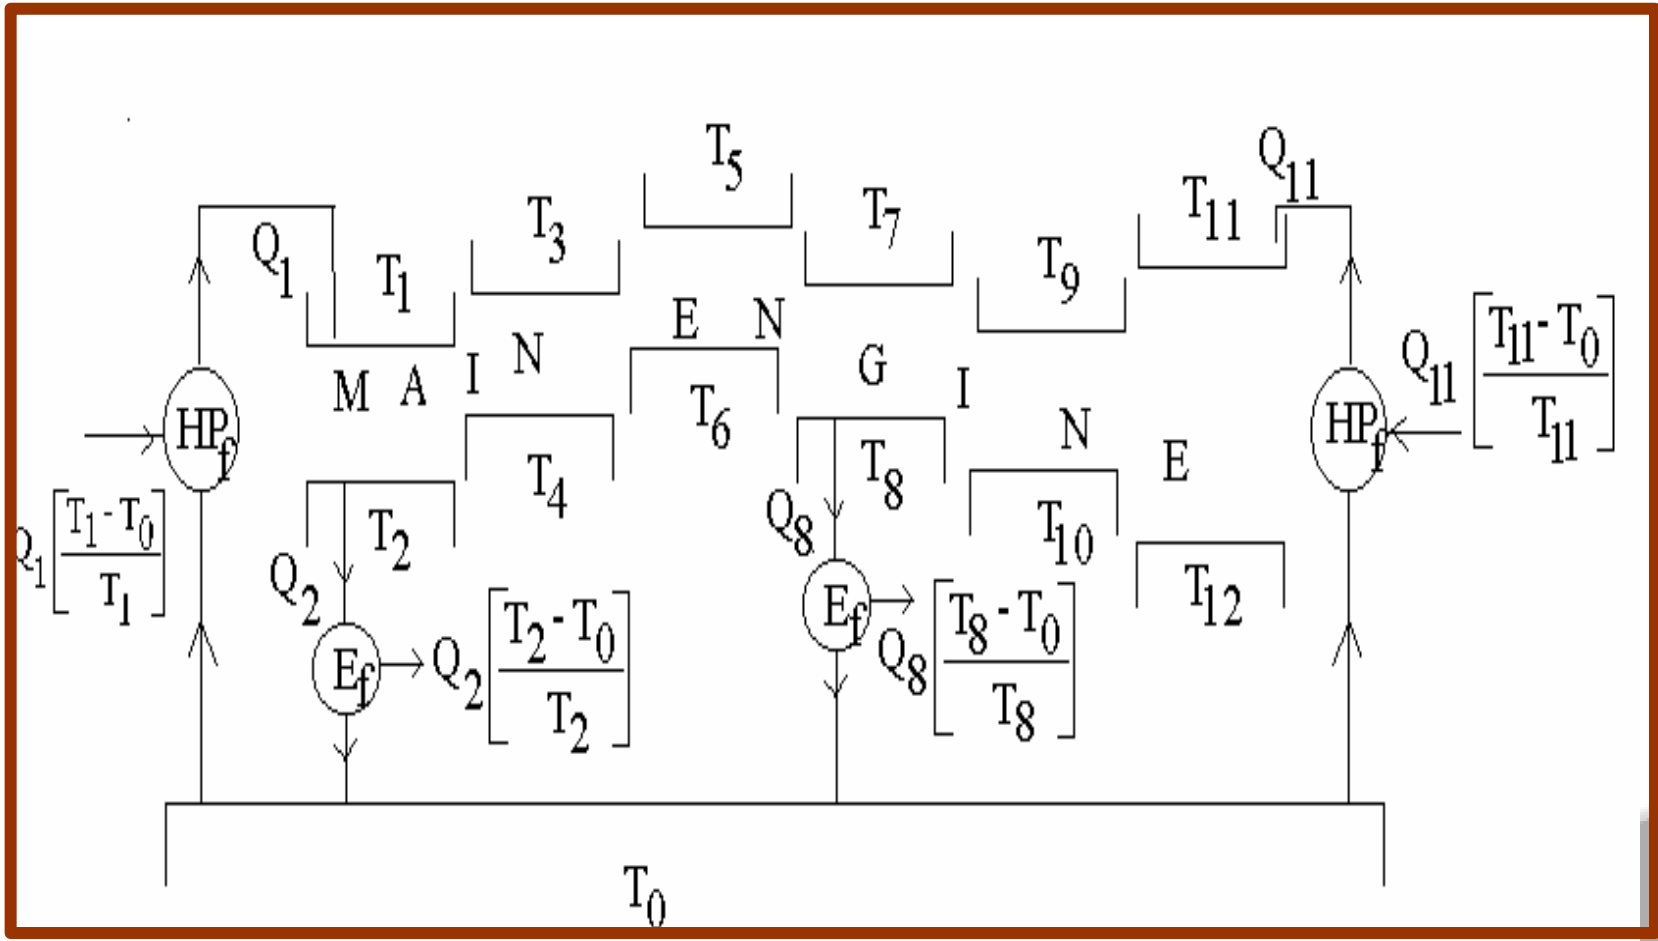 T5
Q11
T3
T7
T11
Q1
T1
T9
E N
M A I N
G I
T6
N E
HPf
HPf
Q11 [T11-T0 / T11]
T4
T8
Q8
T10
T2
Q1 [T1-T0 / T1]
Q2
T12
Ef
Q8 [T8-T0 / T8]
Ef
Q2 [T2-T0 / T2]
T0